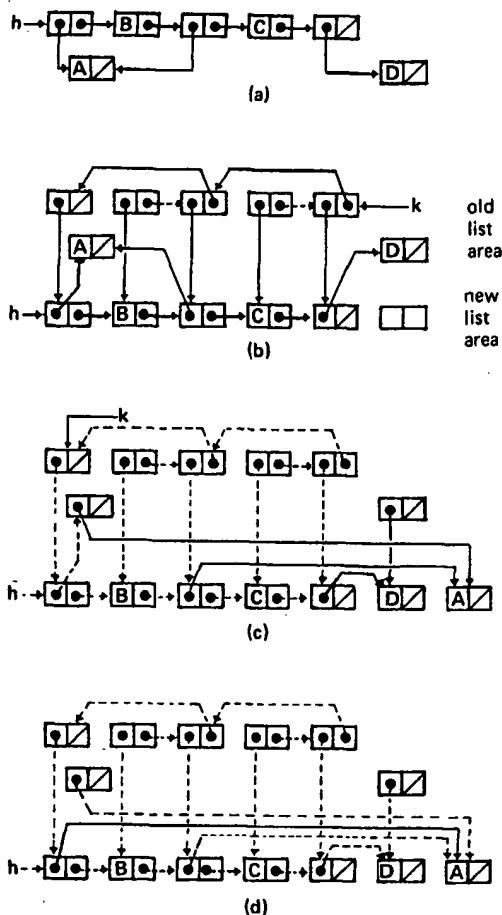 h B C
A D
(a)
k old
list
A D area
h B C new
list
(b) area
k
h B C D A
(c)
h B C D A
(d)